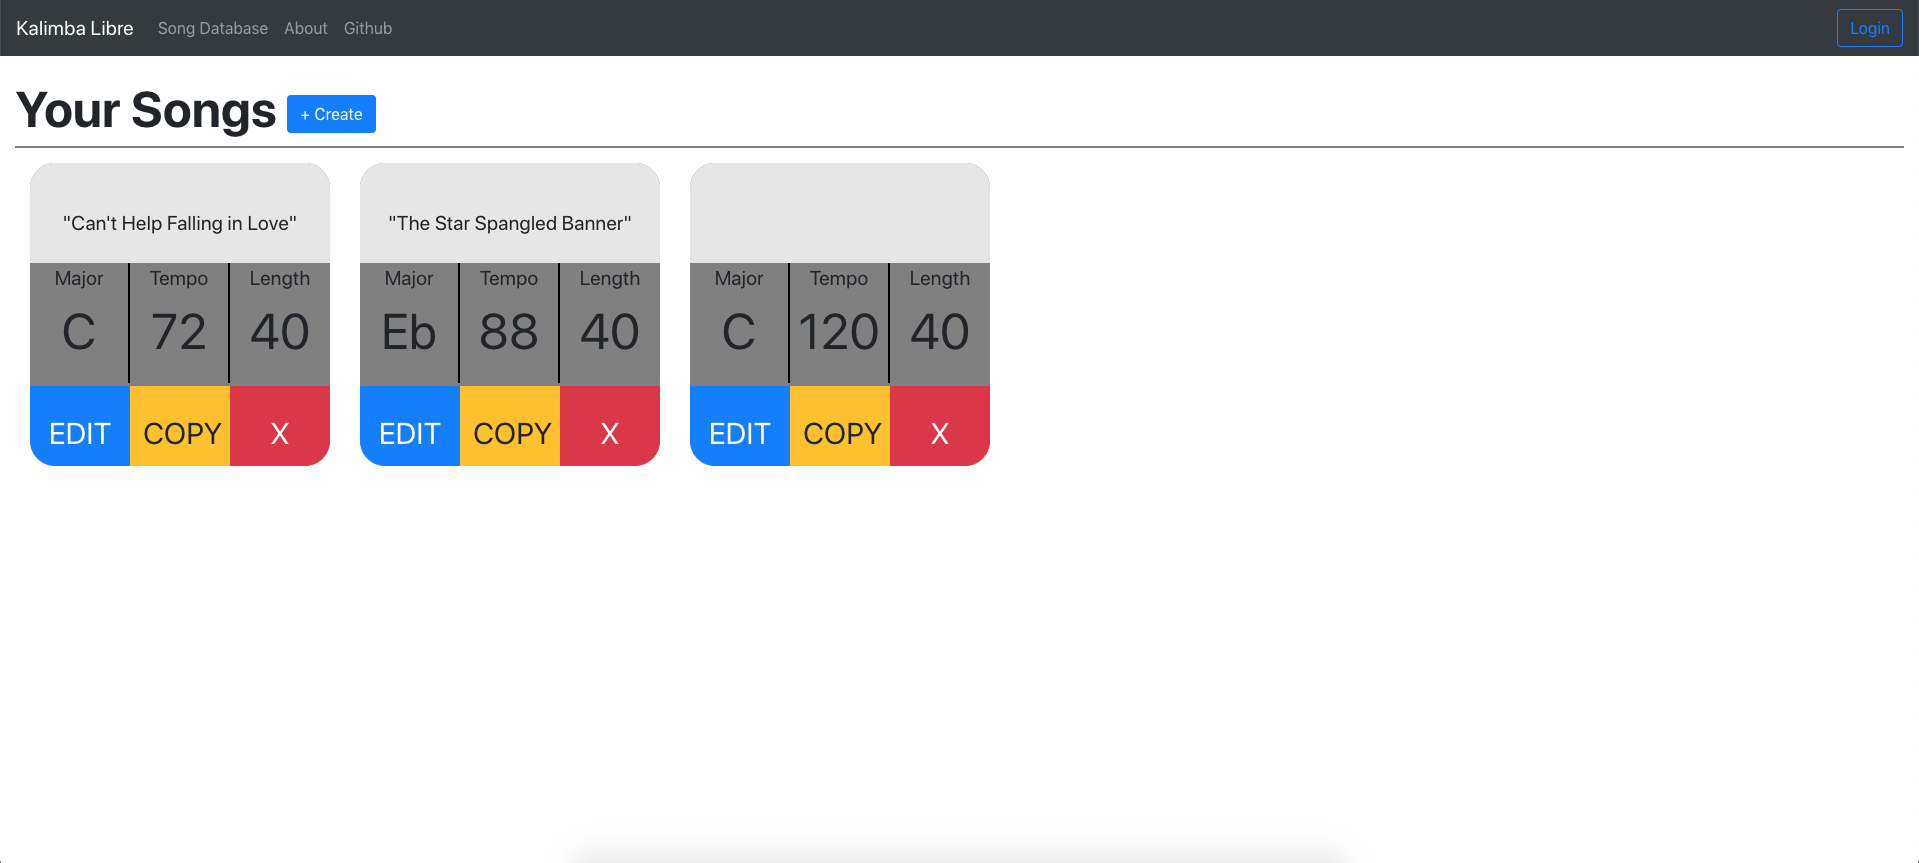 Kalimba Libre Song Database About Github Login
Your Songs + Create
"Can't Help Falling in Love" "The Star Spangled Banner"
Major Tempo Length Major Tempo Length Major Tempo Length
C 72 40 Eb 88 40 C 120 40
EDIT COPY X EDIT COPY X EDIT COPY X